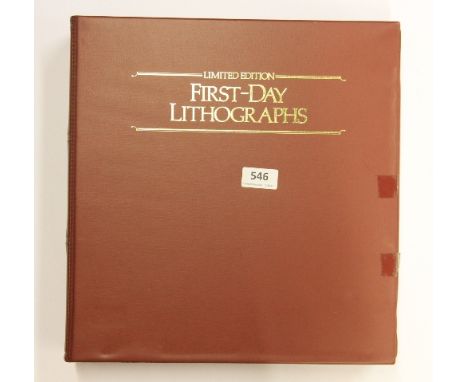 LIMITED EDITION
FIRST-DAY
LITHOGRAPHS
546